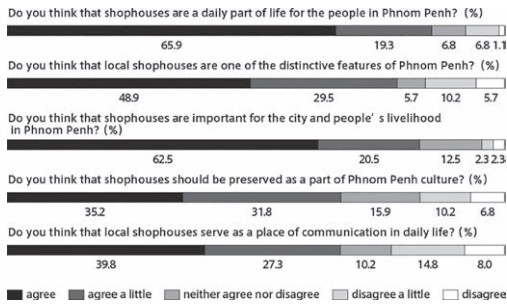 Do you think that shophouses are a daily part of life for the people in Phnom Penh? (%)
65.9 19.3 6.8 6.8 1.1
Do you think that local shophouses are one of the distinctive features of Phnom Penh? (%)
48.9 29.5 5.7 10.2 5.7
Do you think that shophouses are important for the city and people's livelihood
in Phnom Penh? (%)
62.5 20.5 12.5 2.3 2.3
Do you think that shophouses should be preserved as a part of Phnom Penh culture? (%)
35.2 31.8 15.9 10.2 6.8
Do you think that local shophouses serve as a place of communication in daily life? (%)
39.8 27.3 10.2 14.8 8.0
agree agree a little neither agree nor disagree disagree a little disagree